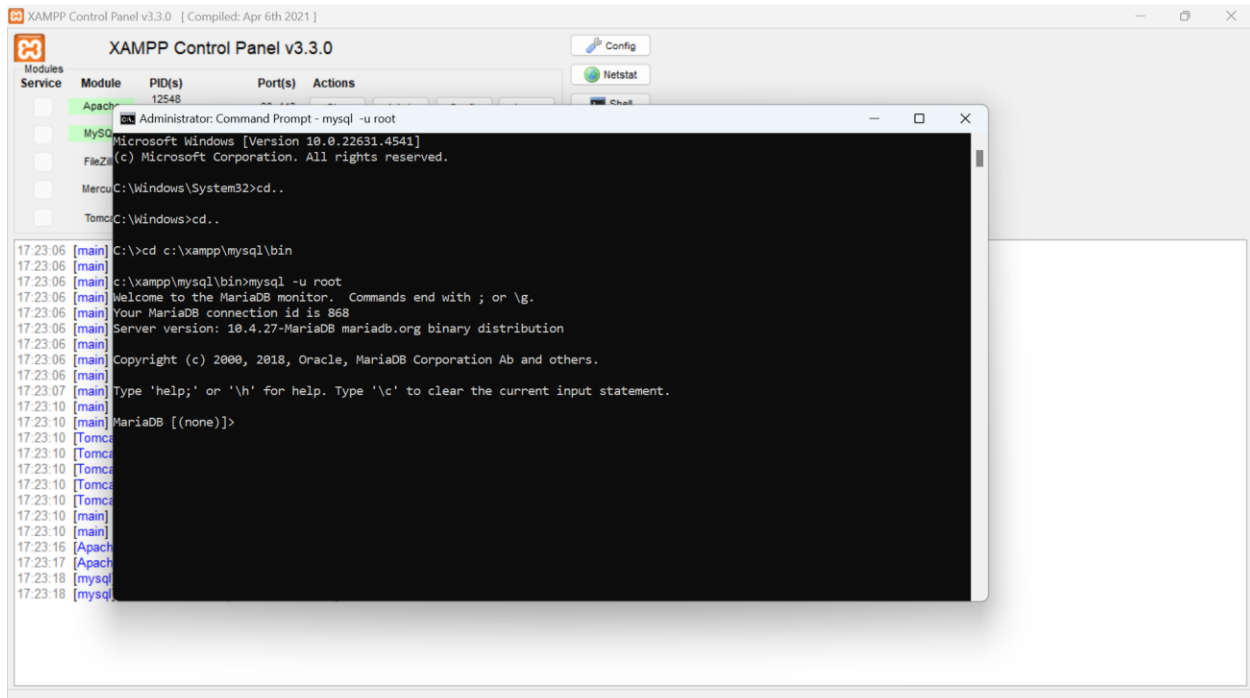 XAMPP Control Panel v3.3.0 [ Compiled: Apr 6th 2021 ]
XAMPP Control Panel v3.3.0
Config
Modules
Netstat
Service Module PID(s) Port(s) Actions
12548
Administrator: Command Prompt - mysql -u root
Microsoft Windows [Version 10.0.22631.4541]
(c) Microsoft Corporation. All rights reserved.
C:\Windows\System32>cd..
C:\Windows>cd..
C:\>cd c:\xampp\mysql\bin
c:\xampp\mysql\bin>mysql -u root
Welcome to the MariaDB monitor.  Commands end with ; or \g.
Your MariaDB connection id is 868
Server version: 10.4.27-MariaDB mariadb.org binary distribution
Copyright (c) 2000, 2018, Oracle, MariaDB Corporation Ab and others.
Type 'help;' or '\h' for help. Type '\c' to clear the current input statement.
MariaDB [(none)]>
17:23:06 [main]
17:23:06 [main]
17:23:06 [main]
17:23:06 [main]
17:23:06 [main]
17:23:06 [main]
17:23:06 [main]
17:23:06 [main]
17:23:06 [main]
17:23:07 [main]
17:23:10 [main]
17:23:10 [main]
17:23:10 [Tomca
17:23:10 [Tomca
17:23:10 [Tomca
17:23:10 [Tomca
17:23:10 [Tomca
17:23:10 [main]
17:23:10 [main]
17:23:16 [Apach
17:23:17 [Apach
17:23:18 [mysql]
17:23:18 [mysql]